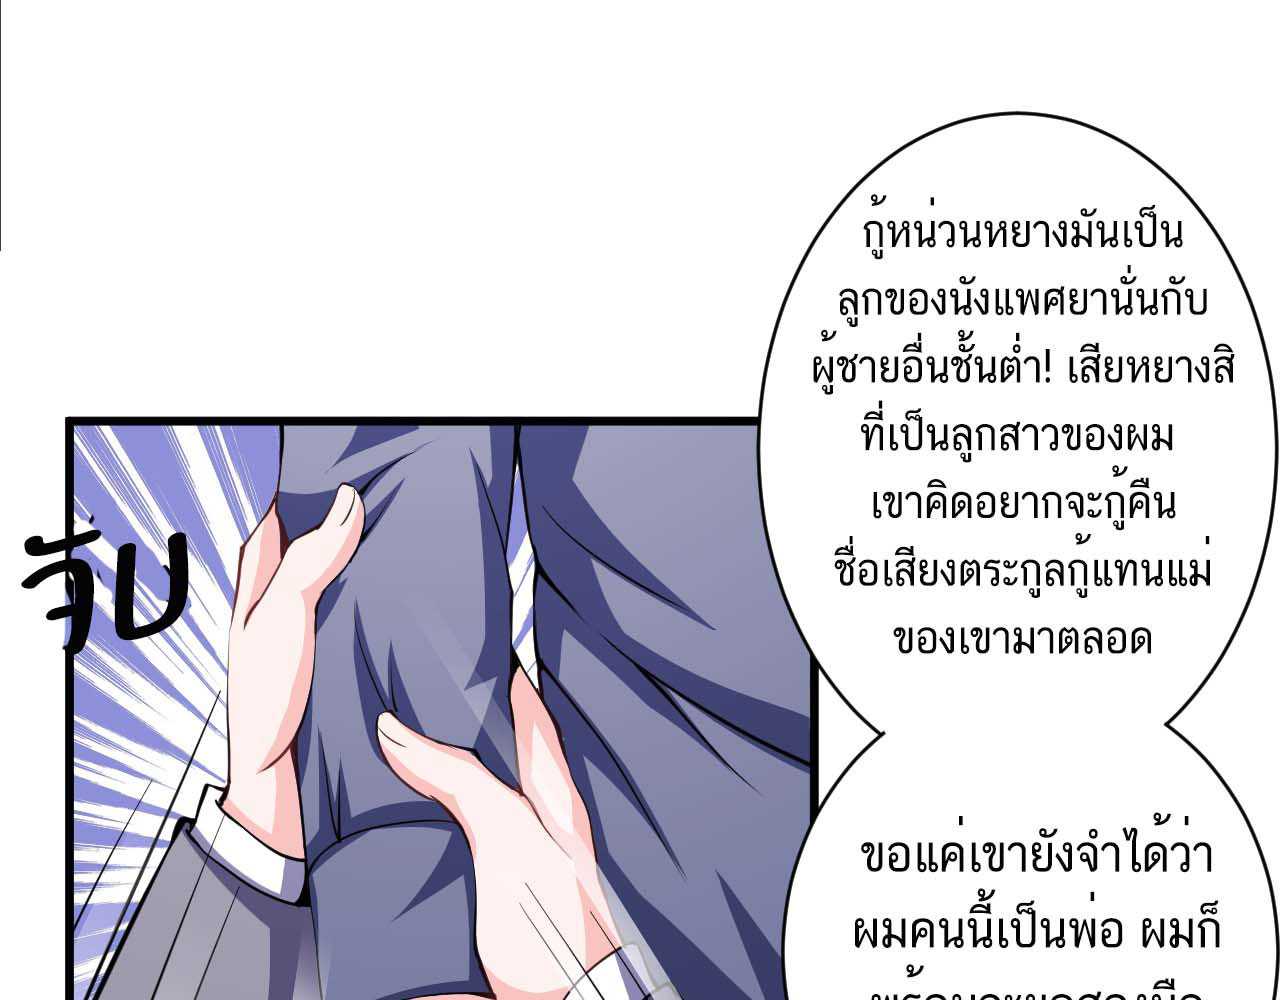 กู้หน่วนหยางมันเป็น
ลูกของนังแพศยานั่นกับ
ผู้ชายอื่นชั้นต่ำ! เสียหยางสิ
ที่เป็นลูกสาวของผม
เขาคิดอยากจะกู้คืน
ชื่อเสียงตระกูลกู้แทนแม่
ของเขามาตลอด
จับ
ขอแค่เขายังจำได้ว่า
ผมคนนี้เป็นพ่อ ผมก็